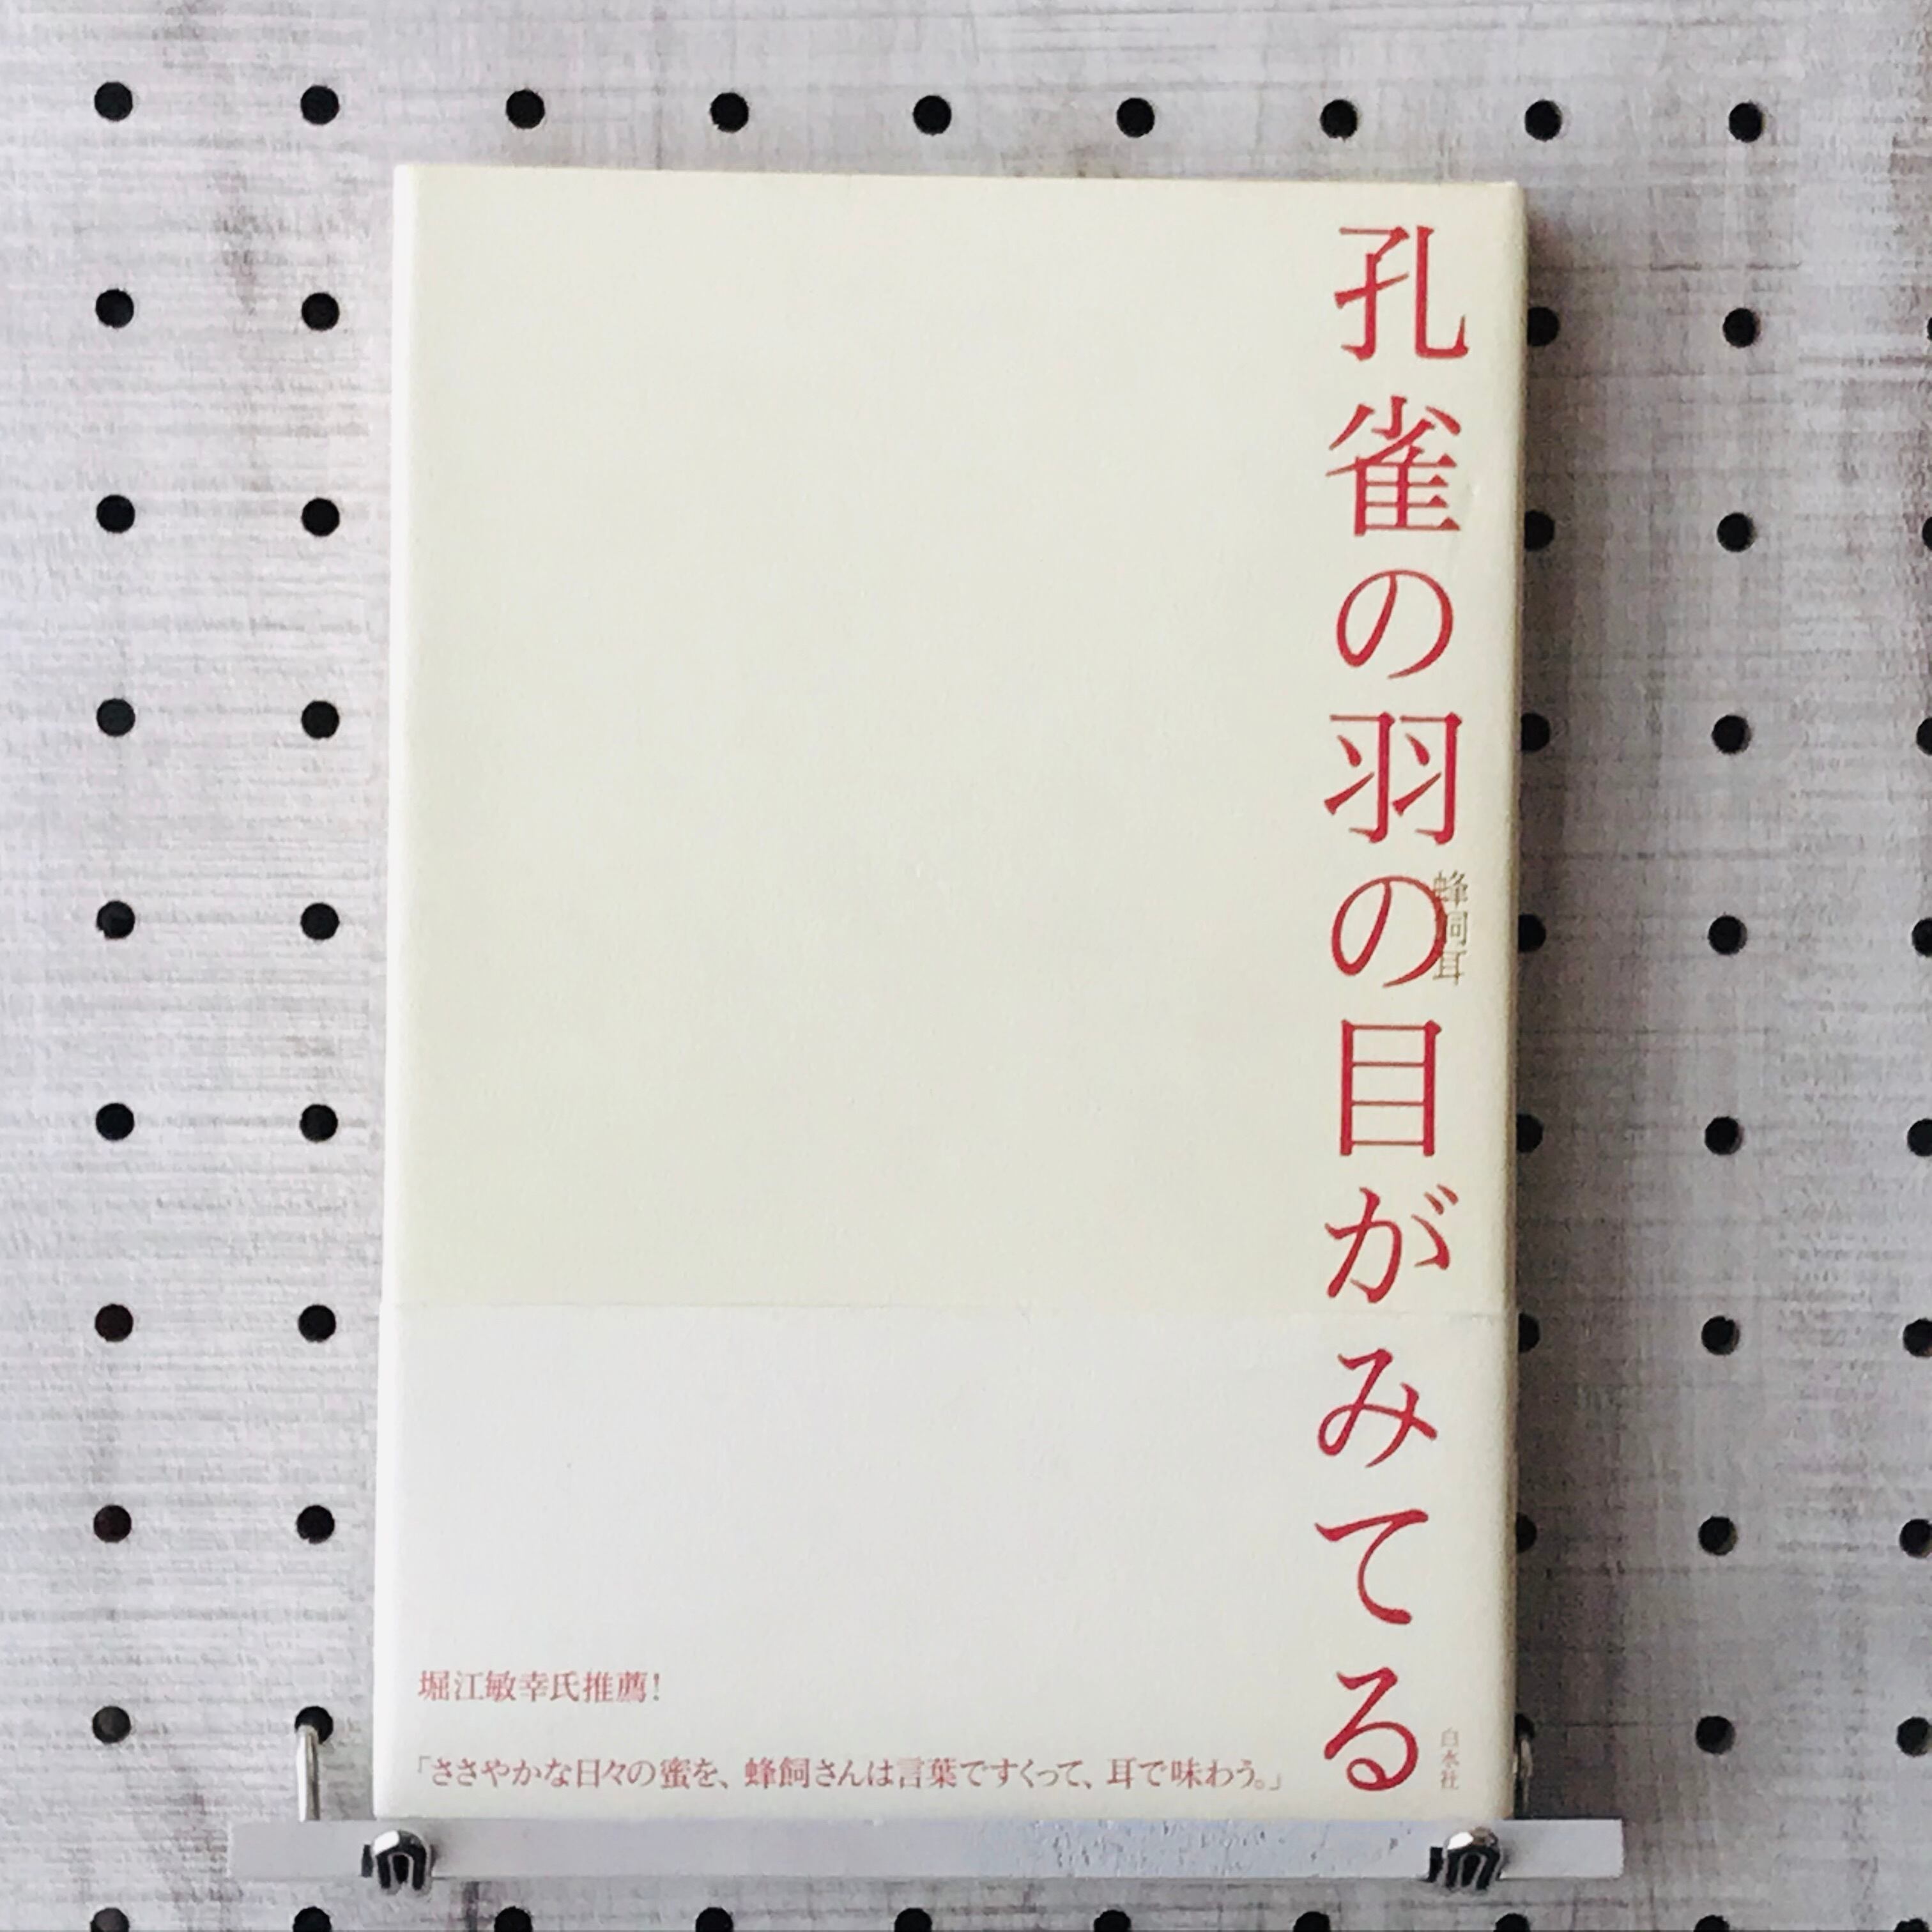 孔雀の羽の目がみてる
蜂飼耳
堀江敏幸氏推薦！
「ささやかな日々の蜜を、蜂飼さんは言葉ですくって、耳で味わう。」
白水社